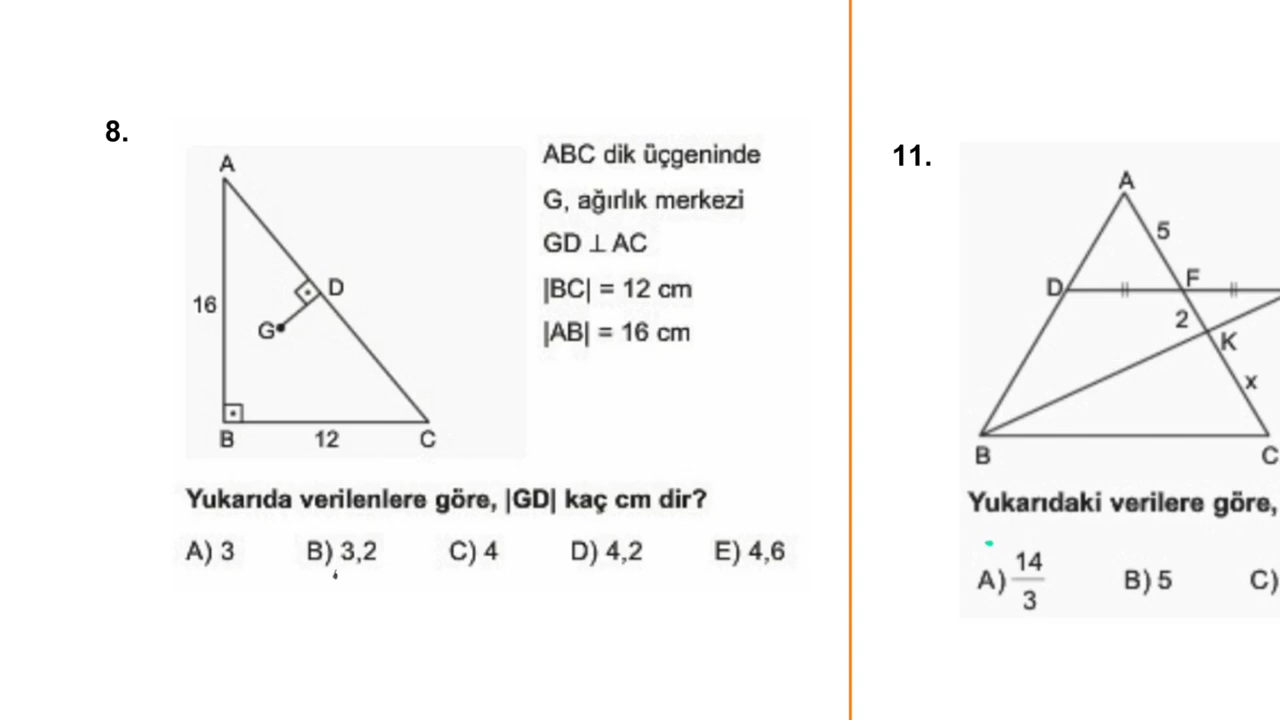 8.
A
16
D
G
B
12
C
ABC dik üçgeninde
G, ağırlık merkezi
GD ⊥ AC
|BC| = 12 cm
|AB| = 16 cm
Yukarıda verilenlere göre, |GD| kaç cm dir?
A) 3 B) 3,2 C) 4 D) 4,2 E) 4,6
11.
A
5
D
F
2
K
x
B
C
Yukarıdaki verilere göre,
A) 14/3 B) 5 C)